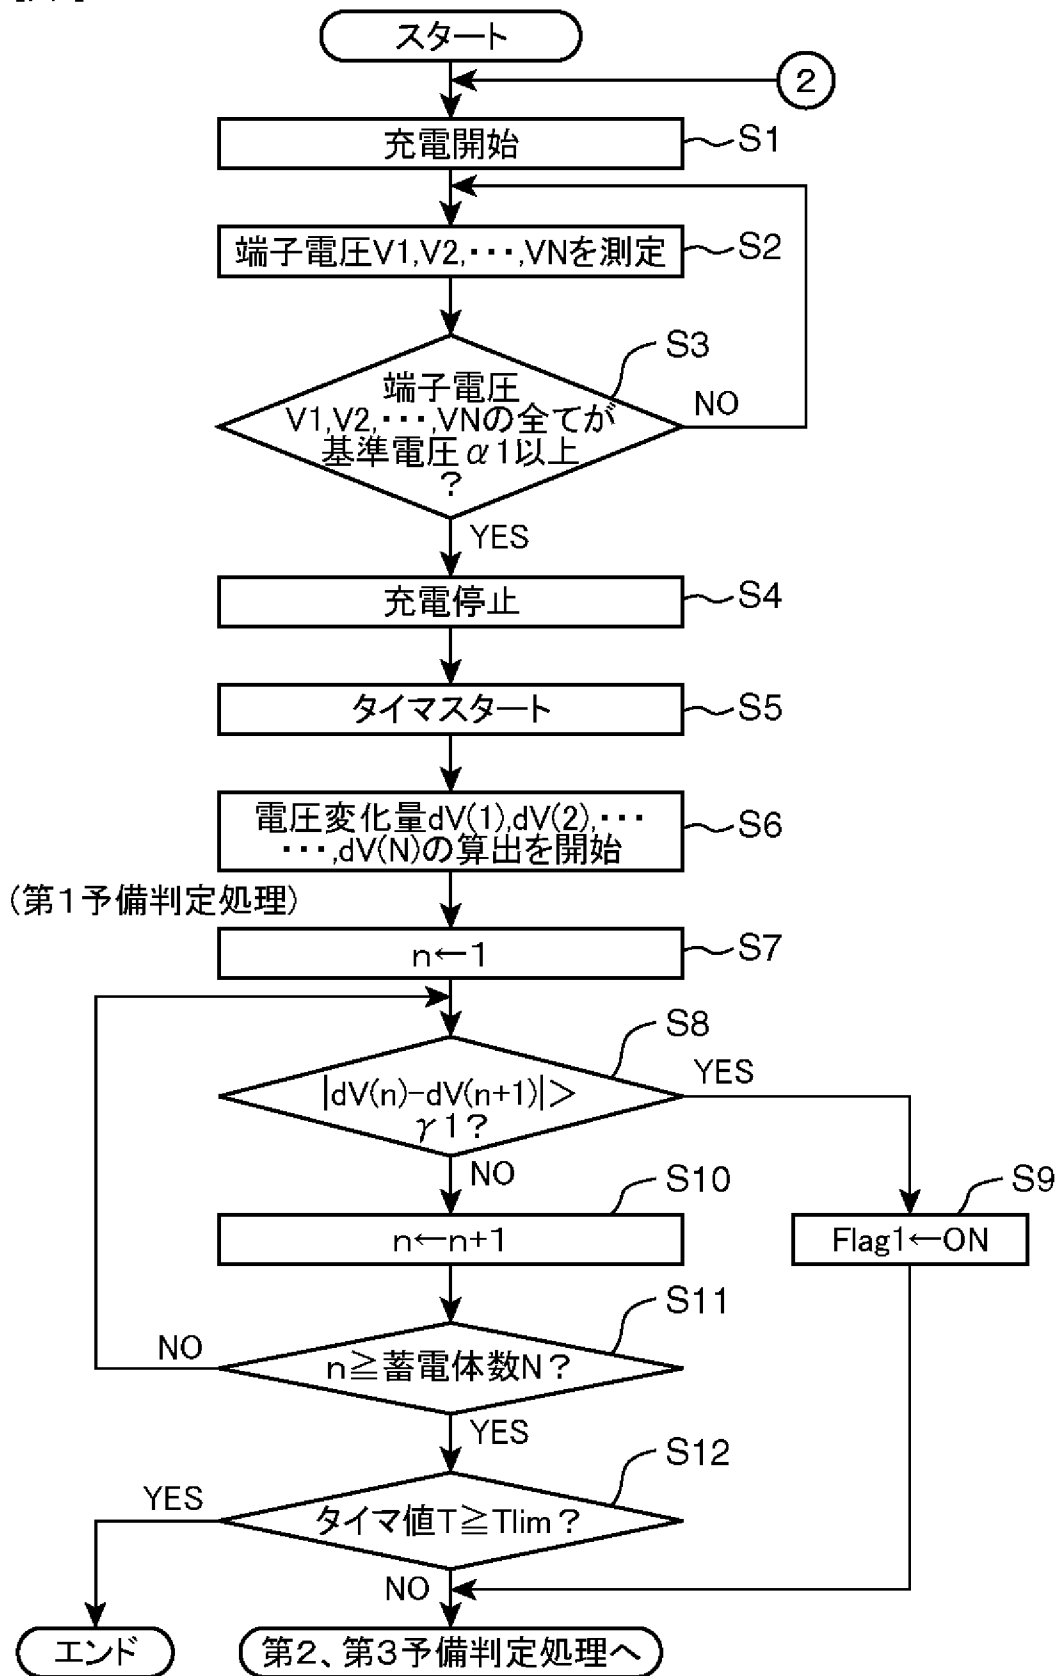 スタート
2
充電開始
S1
端子電圧V1,V2,･･･,VNを測定
S2
S3
端子電圧
V1,V2,･･･,VNの全てが
基準電圧α1以上
?
NO
YES
充電停止
S4
タイマスタート
S5
電圧変化量dV(1),dV(2),･･･
･･･,dV(N)の算出を開始
S6
(第1予備判定処理)
n←1
S7
S8
|dV(n)-dV(n+1)|>
γ1?
YES
NO
S10
n←n+1
S9
Flag1←ON
S11
n≧蓄電体数N?
NO
YES
S12
タイマ値T≧Tlim?
YES
NO
エンド
第2、第3予備判定処理へ